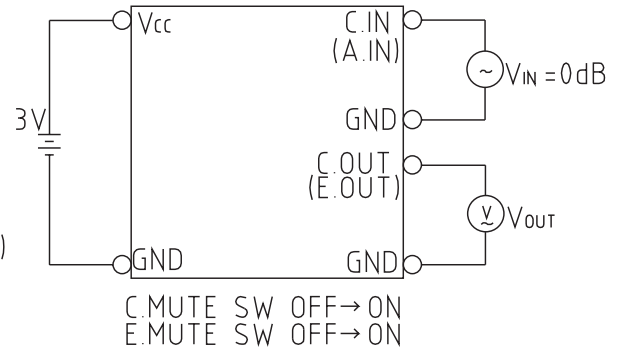 Vcc
C.IN
(A.IN)
VIN = 0dB
GND
3V
C.OUT
(E.OUT)
VOUT
V
)
GND
GND
C.MUTE SW OFF→ON
E.MUTE SW OFF→ON